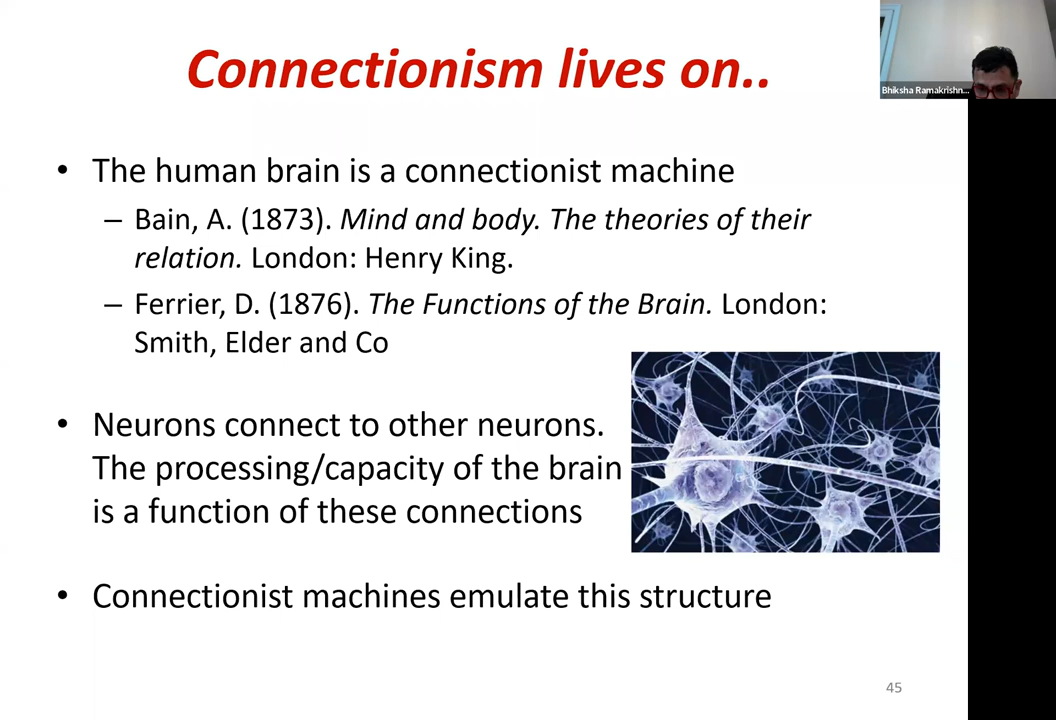 Connectionism lives on..
Bhiksha Ramakrishn...
• The human brain is a connectionist machine
– Bain, A. (1873). Mind and body. The theories of their
relation. London: Henry King.
– Ferrier, D. (1876). The Functions of the Brain. London:
Smith, Elder and Co
• Neurons connect to other neurons.
The processing/capacity of the brain
is a function of these connections
• Connectionist machines emulate this structure
45